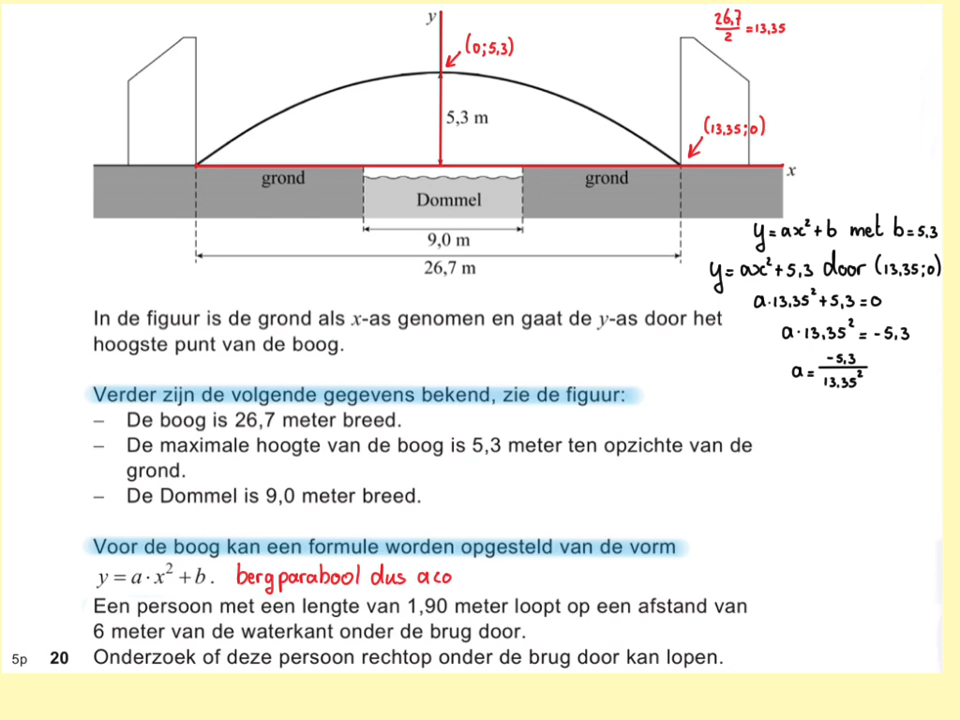 y
26,7
2
=13,35
(0;5,3)
5,3 m
(13,35;0)
x
grond
grond
Dommel
9,0 m
26,7 m
y=ax²+b met b=5,3
y=ax²+5,3 door (13,35;0)
a·13,35²+5,3=0
a·13,35²=-5,3
a=
-5,3
13,35²
In de figuur is de grond als x-as genomen en gaat de y-as door het
hoogste punt van de boog.
Verder zijn de volgende gegevens bekend, zie de figuur:
– De boog is 26,7 meter breed.
– De maximale hoogte van de boog is 5,3 meter ten opzichte van de
grond.
– De Dommel is 9,0 meter breed.
Voor de boog kan een formule worden opgesteld van de vorm
y = a · x² + b. bergparabool dus a<0
Een persoon met een lengte van 1,90 meter loopt op een afstand van
6 meter van de waterkant onder de brug door.
5p 20 Onderzoek of deze persoon rechtop onder de brug door kan lopen.